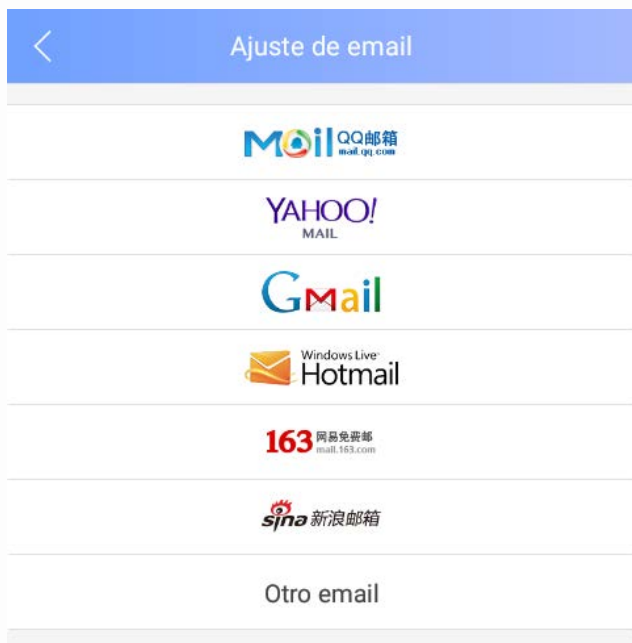 Ajuste de email
Mail QQ邮箱
mail.qq.com
YAHOO!
MAIL
Gmail
Windows Live
Hotmail
163 网易免费邮
mail.163.com
sina 新浪邮箱
Otro email